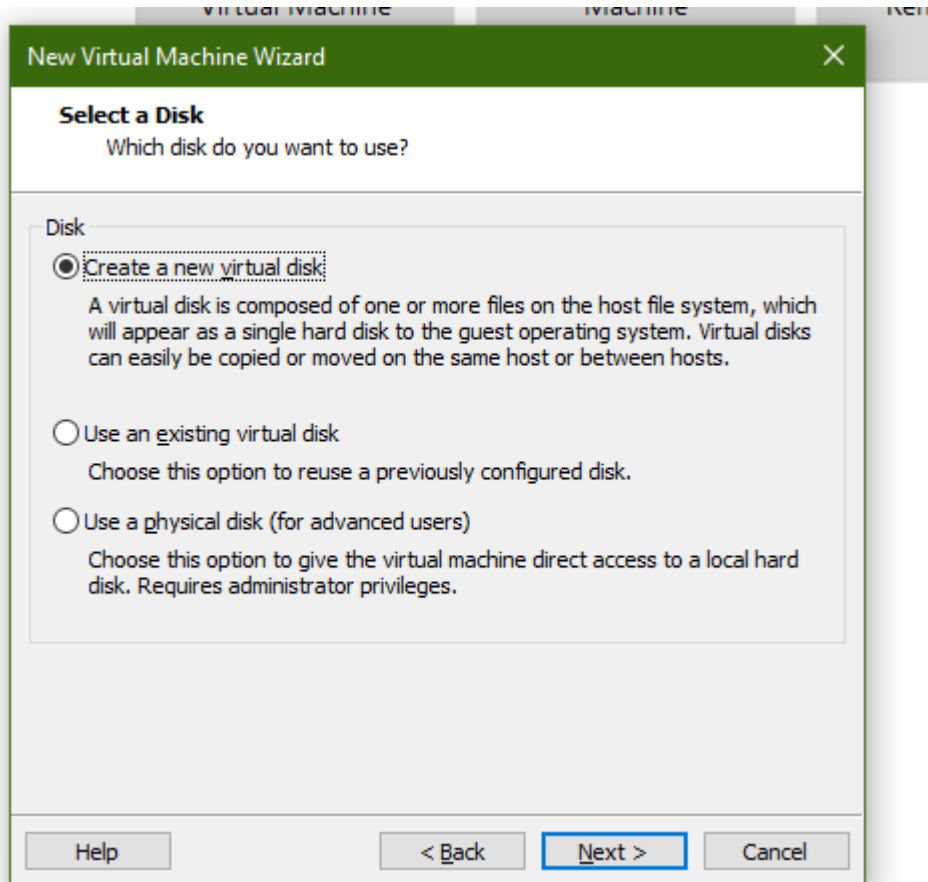 Virtual Machine
Machine
New Virtual Machine Wizard
Select a Disk
Which disk do you want to use?
Disk
Create a new virtual disk
A virtual disk is composed of one or more files on the host file system, which
will appear as a single hard disk to the guest operating system. Virtual disks
can easily be copied or moved on the same host or between hosts.
Use an existing virtual disk
Choose this option to reuse a previously configured disk.
Use a physical disk (for advanced users)
Choose this option to give the virtual machine direct access to a local hard
disk. Requires administrator privileges.
Help
< Back
Next >
Cancel